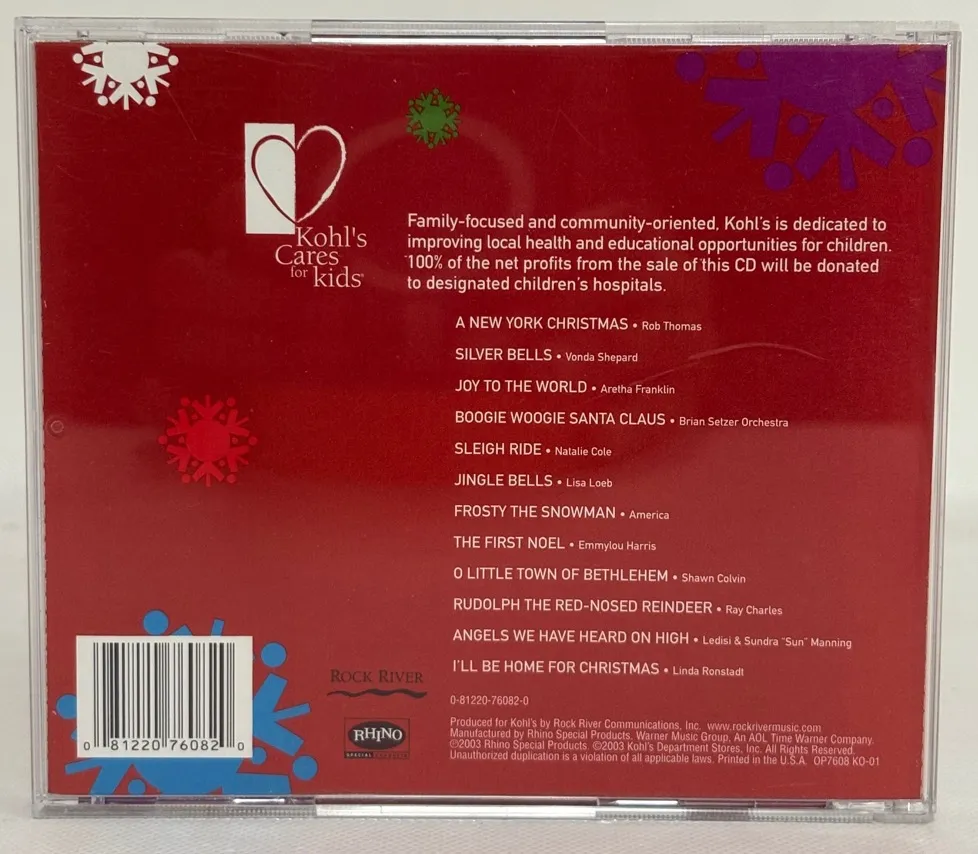 Kohl's
Cares
for kids®
Family-focused and community-oriented, Kohl's is dedicated to
improving local health and educational opportunities for children.
100% of the net profits from the sale of this CD will be donated
to designated children's hospitals.
A NEW YORK CHRISTMAS • Rob Thomas
SILVER BELLS • Vonda Shepard
JOY TO THE WORLD • Aretha Franklin
BOOGIE WOOGIE SANTA CLAUS • Brian Setzer Orchestra
SLEIGH RIDE • Natalie Cole
JINGLE BELLS • Lisa Loeb
FROSTY THE SNOWMAN • America
THE FIRST NOEL • Emmylou Harris
O LITTLE TOWN OF BETHLEHEM • Shawn Colvin
RUDOLPH THE RED-NOSED REINDEER • Ray Charles
ANGELS WE HAVE HEARD ON HIGH • Ledisi & Sundra "Sun" Manning
I'LL BE HOME FOR CHRISTMAS • Linda Ronstadt
0 81220 76082 0
ROCK RIVER
RHINO
SPECIAL
0-81220-76082-0
Produced for Kohl's by Rock River Communications, Inc. www.rockrivermusic.com
Manufactured by Rhino Special Products. Warner Music Group, An AOL Time Warner Company.
℗2003 Rhino Special Products. ©2003 Kohl's Department Stores, Inc. All Rights Reserved.
Unauthorized duplication is a violation of all applicable laws. Printed in the U.S.A. OP7608 KO-01